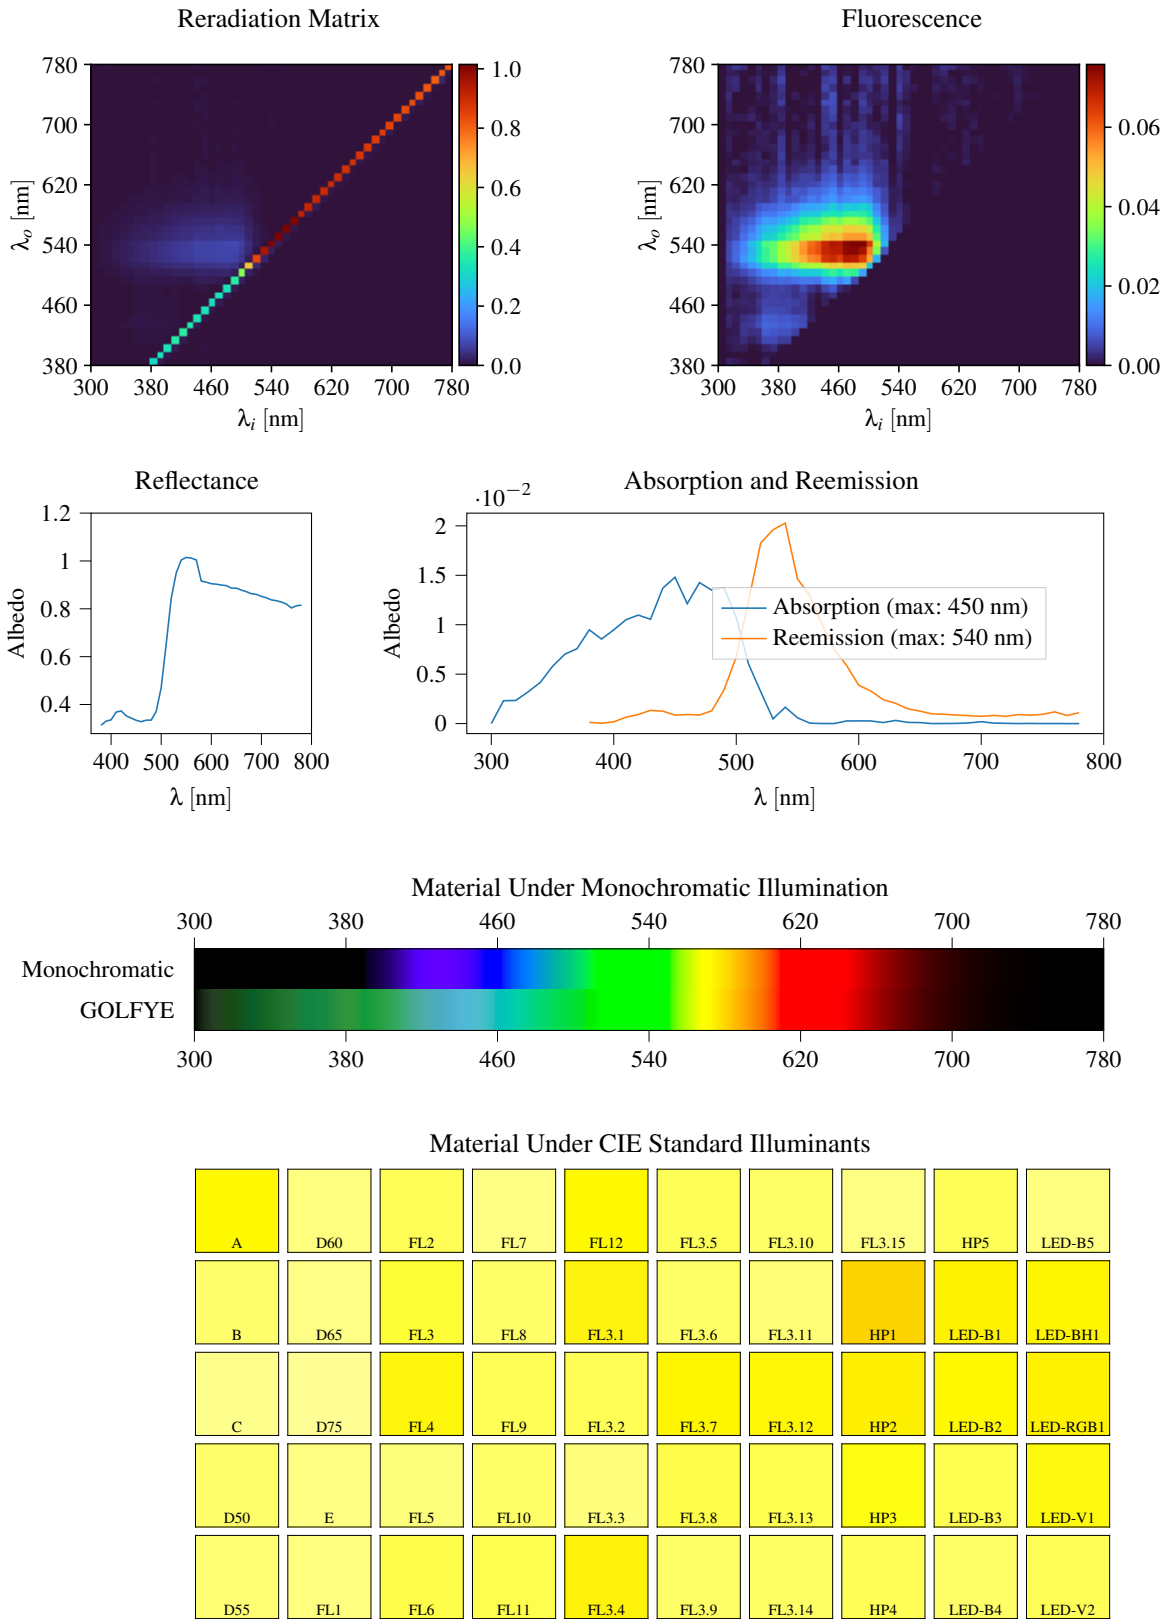 Reradiation Matrix
Fluorescence
780
700
620
540
460
380
λo [nm]
300 380 460 540 620 700 780
λi [nm]
1.0
0.8
0.6
0.4
0.2
0.0
780
700
620
540
460
380
λo [nm]
300 380 460 540 620 700 780
λi [nm]
0.06
0.04
0.02
0.00
Reflectance
1.2
1
0.8
0.6
0.4
Albedo
400 500 600 700 800
λ [nm]
Absorption and Reemission
·10−2
2
1.5
1
0.5
0
Albedo
Absorption (max: 450 nm)
Reemission (max: 540 nm)
300 400 500 600 700 800
λ [nm]
Material Under Monochromatic Illumination
300 380 460 540 620 700 780
Monochromatic
GOLFYE
300 380 460 540 620 700 780
Material Under CIE Standard Illuminants
A D60 FL2 FL7 FL12 FL3.5 FL3.10 FL3.15 HP5 LED-B5
B D65 FL3 FL8 FL3.1 FL3.6 FL3.11 HP1 LED-B1 LED-BH1
C D75 FL4 FL9 FL3.2 FL3.7 FL3.12 HP2 LED-B2 LED-RGB1
D50 E FL5 FL10 FL3.3 FL3.8 FL3.13 HP3 LED-B3 LED-V1
D55 FL1 FL6 FL11 FL3.4 FL3.9 FL3.14 HP4 LED-B4 LED-V2